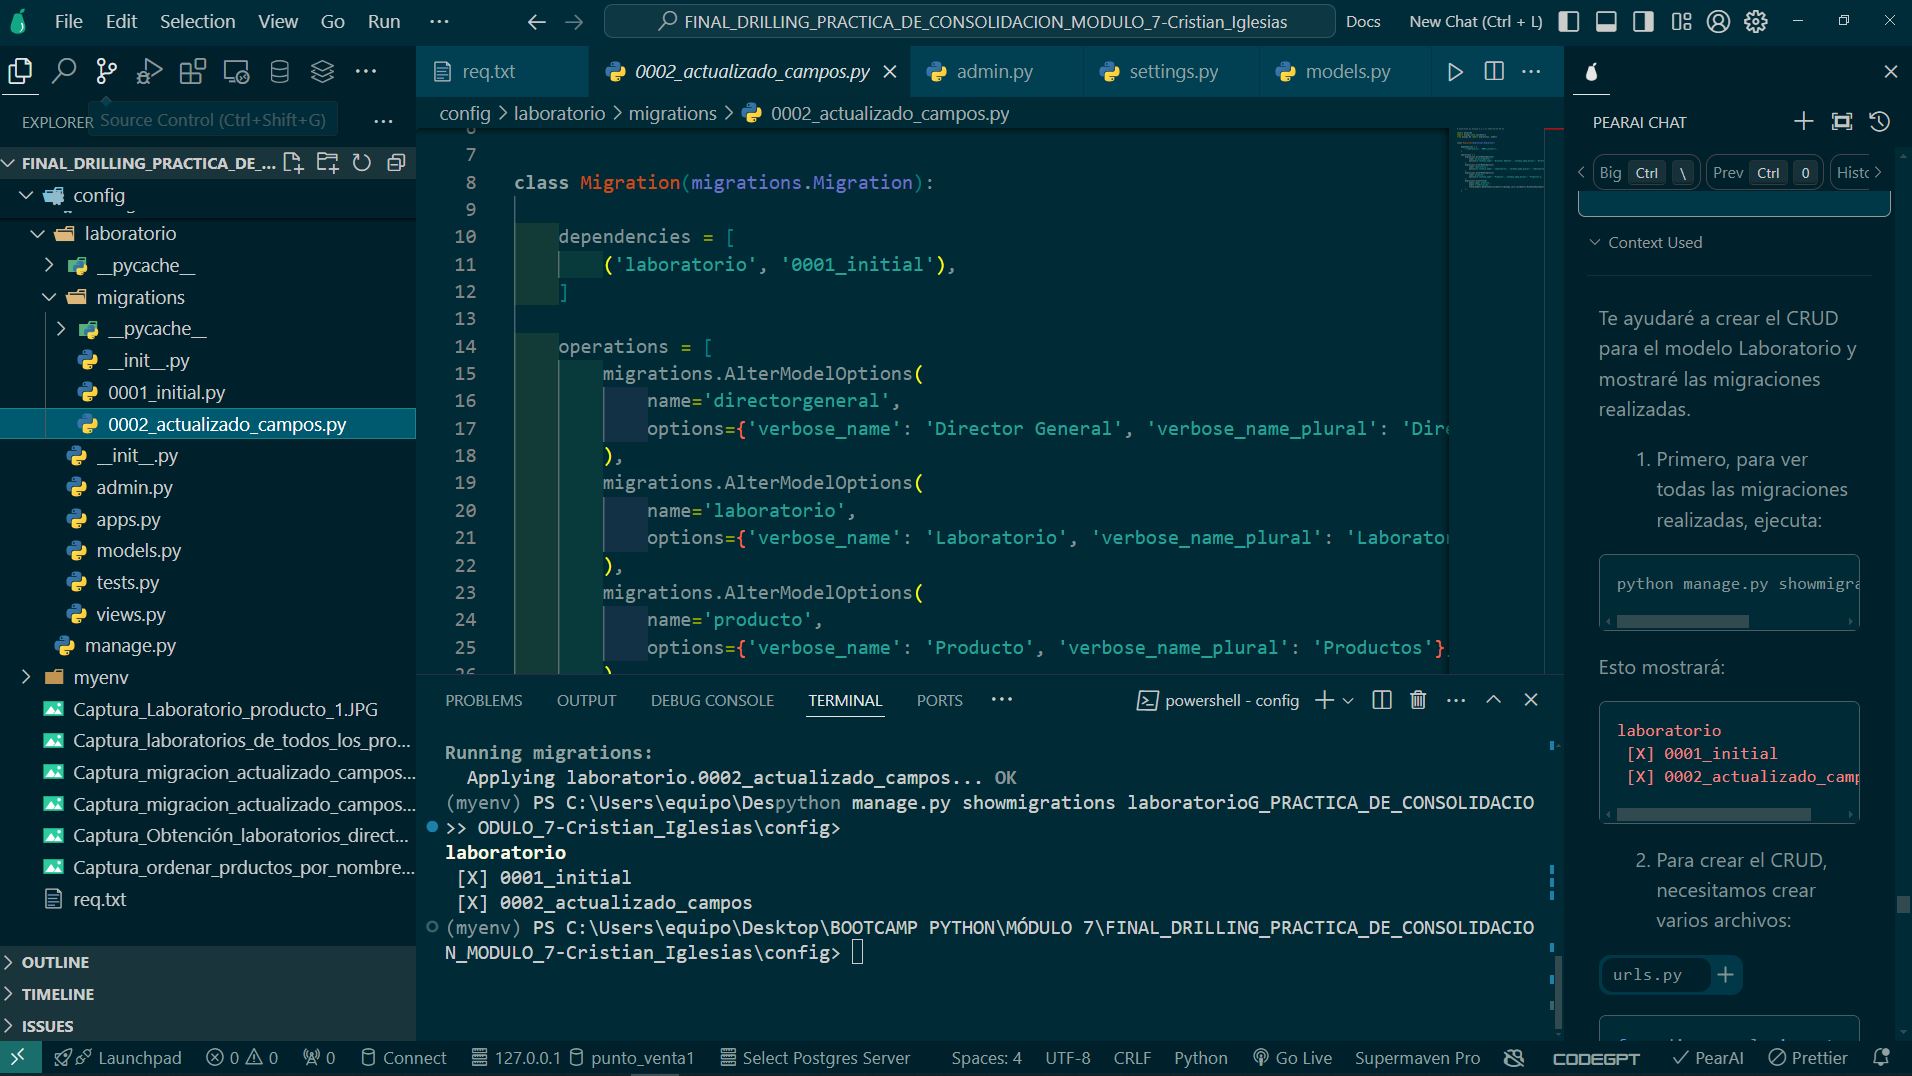 File Edit Selection View Go Run ···
FINAL_DRILLING_PRACTICA_DE_CONSOLIDACION_MODULO_7-Cristian_Iglesias
Docs New Chat (Ctrl + L)
EXPLORER
Source Control (Ctrl+Shift+G)
FINAL_DRILLING_PRACTICA_DE_...
config
laboratorio
__pycache__
migrations
__pycache__
__init__.py
0001_initial.py
0002_actualizado_campos.py
__init__.py
admin.py
apps.py
models.py
tests.py
views.py
manage.py
myenv
Captura_Laboratorio_producto_1.JPG
Captura_laboratorios_de_todos_los_pro...
Captura_migracion_actualizado_campos...
Captura_migracion_actualizado_campos...
Captura_Obtención_laboratorios_direct...
Captura_ordenar_prductos_por_nombre...
req.txt
OUTLINE
TIMELINE
ISSUES
req.txt 0002_actualizado_campos.py admin.py settings.py models.py
config > laboratorio > migrations > 0002_actualizado_campos.py
7
8 class Migration(migrations.Migration):
9
10 dependencies = [
11 ('laboratorio', '0001_initial'),
12 ]
13
14 operations = [
15 migrations.AlterModelOptions(
16 name='directorgeneral',
17 options={'verbose_name': 'Director General', 'verbose_name_plural': 'Dire
18 ),
19 migrations.AlterModelOptions(
20 name='laboratorio',
21 options={'verbose_name': 'Laboratorio', 'verbose_name_plural': 'Laborator
22 ),
23 migrations.AlterModelOptions(
24 name='producto',
25 options={'verbose_name': 'Producto', 'verbose_name_plural': 'Productos'}
PROBLEMS OUTPUT DEBUG CONSOLE TERMINAL PORTS ···
powershell - config
Running migrations:
Applying laboratorio.0002_actualizado_campos... OK
(myenv) PS C:\Users\equipo\Despython manage.py showmigrations laboratorioG_PRACTICA_DE_CONSOLIDACIO
>> ODULO_7-Cristian_Iglesias\config>
laboratorio
[X] 0001_initial
[X] 0002_actualizado_campos
(myenv) PS C:\Users\equipo\Desktop\BOOTCAMP PYTHON\MÓDULO 7\FINAL_DRILLING_PRACTICA_DE_CONSOLIDACIO
N_MODULO_7-Cristian_Iglesias\config>
PEARAI CHAT
Big Ctrl \ Prev Ctrl 0 Histc
Context Used
Te ayudaré a crear el CRUD
para el modelo Laboratorio y
mostraré las migraciones
realizadas.
1. Primero, para ver
todas las migraciones
realizadas, ejecuta:
python manage.py showmigra
Esto mostrará:
laboratorio
[X] 0001_initial
[X] 0002_actualizado_camp
2. Para crear el CRUD,
necesitamos crear
varios archivos:
urls.py +
Launchpad 0 0 0 Connect 127.0.0.1 punto_venta1 Select Postgres Server Spaces: 4 UTF-8 CRLF Python Go Live Supermaven Pro CODEGPT PearAI Prettier